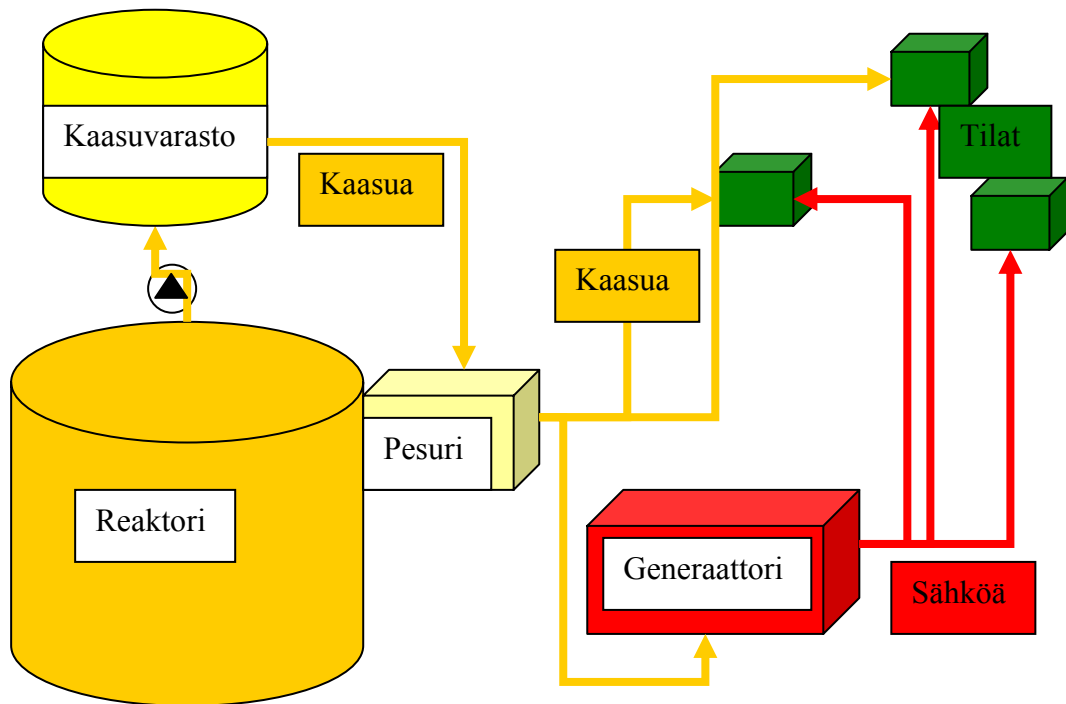 Kaasuvarasto
Kaasua
Tilat
Kaasua
Pesuri
Reaktori
Generaattori
Sähköä